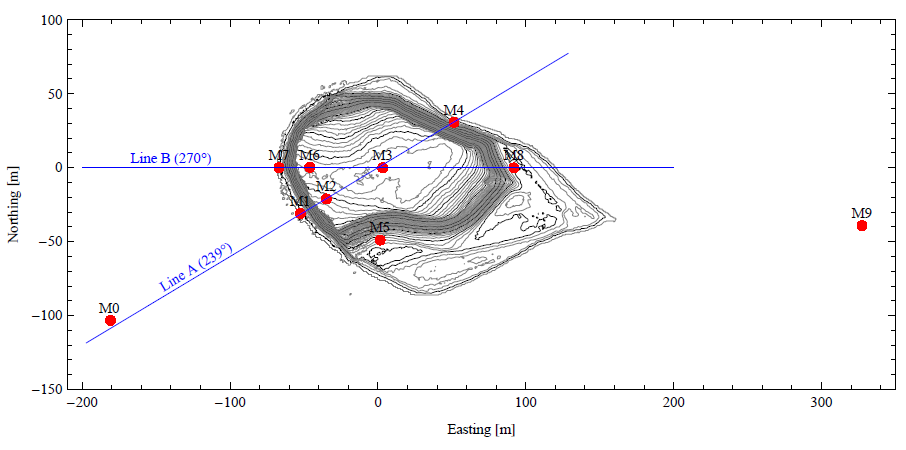 100
50
0
−50
−100
−150
Northing [m]
−200
−100
0
100
200
300
Easting [m]
Line B (270°)
Line A (239°)
M4
M7
M6
M3
M8
M2
M1
M5
M9
M0